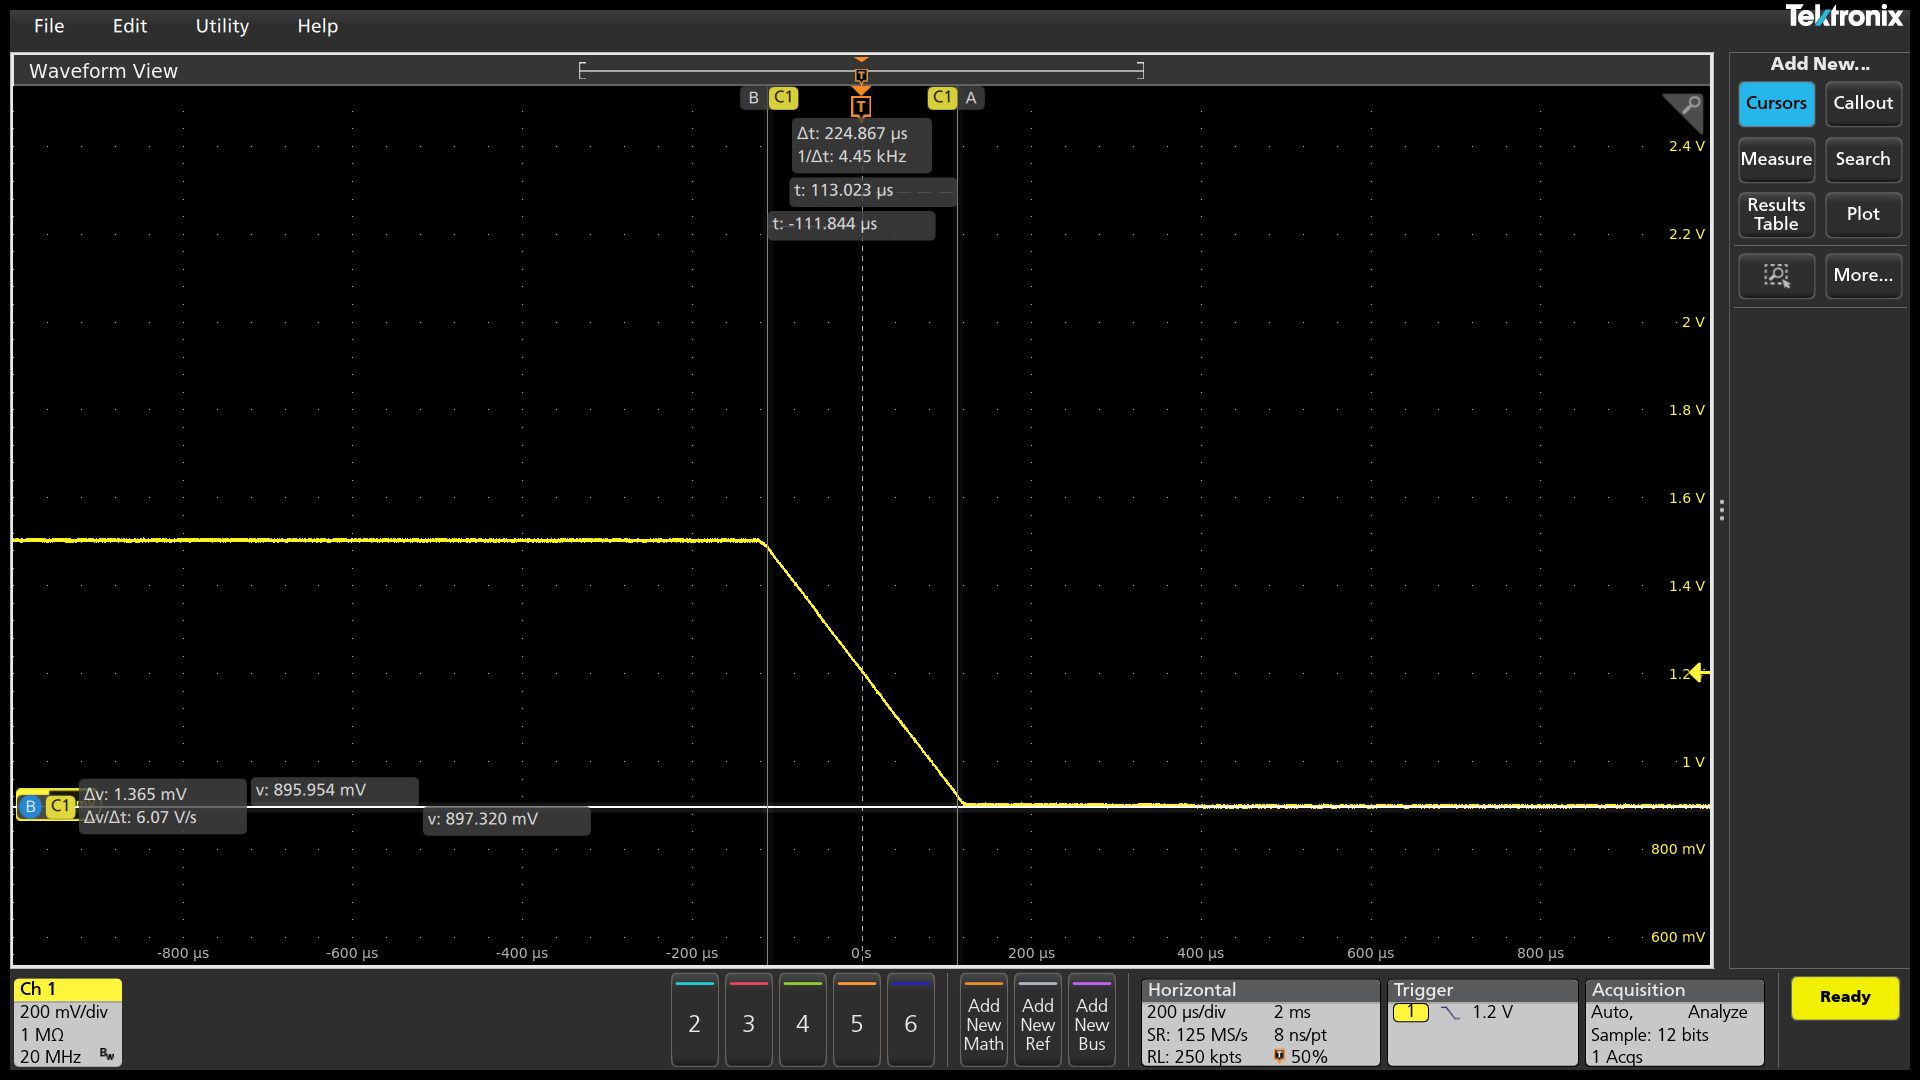 File Edit Utility Help
Tektronix
Waveform View
T
Add New...
B C1 C1 A
T
Cursors Callout
Δt: 224.867 µs
1/Δt: 4.45 kHz
2.4 V
Measure Search
t: 113.023 µs
Results Table
Plot
t: -111.844 µs
2.2 V
More...
2 V
1.8 V
1.6 V
1.4 V
1.2
1 V
Δv: 1.365 mV
v: 895.954 mV
B C1
Δv/Δt: 6.07 V/s
v: 897.320 mV
800 mV
600 mV
-800 µs -600 µs -400 µs -200 µs 0 s 200 µs 400 µs 600 µs 800 µs
Ch 1
200 mV/div
1 MΩ
20 MHz Bw
2 3 4 5 6
Add New Math
Add New Ref
Add New Bus
Horizontal
200 µs/div 2 ms
SR: 125 MS/s 8 ns/pt
RL: 250 kpts T 50%
Trigger
1 1.2 V
Acquisition
Auto, Analyze
Sample: 12 bits
1 Acqs
Ready